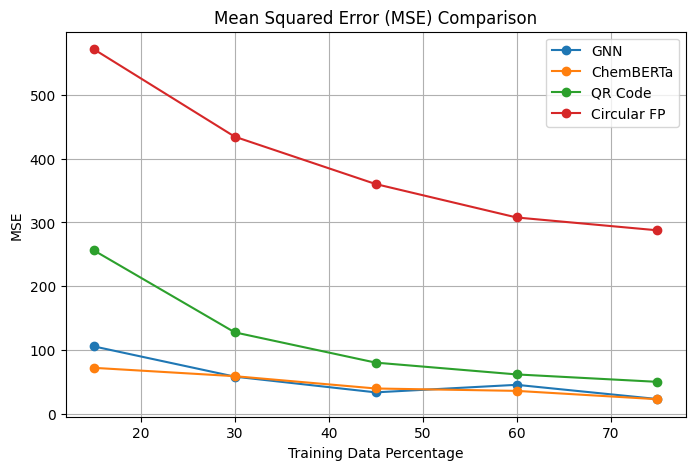 Mean Squared Error (MSE) Comparison
GNN
ChemBERTa
QR Code
Circular FP
MSE
500
400
300
200
100
0
20 30 40 50 60 70
Training Data Percentage